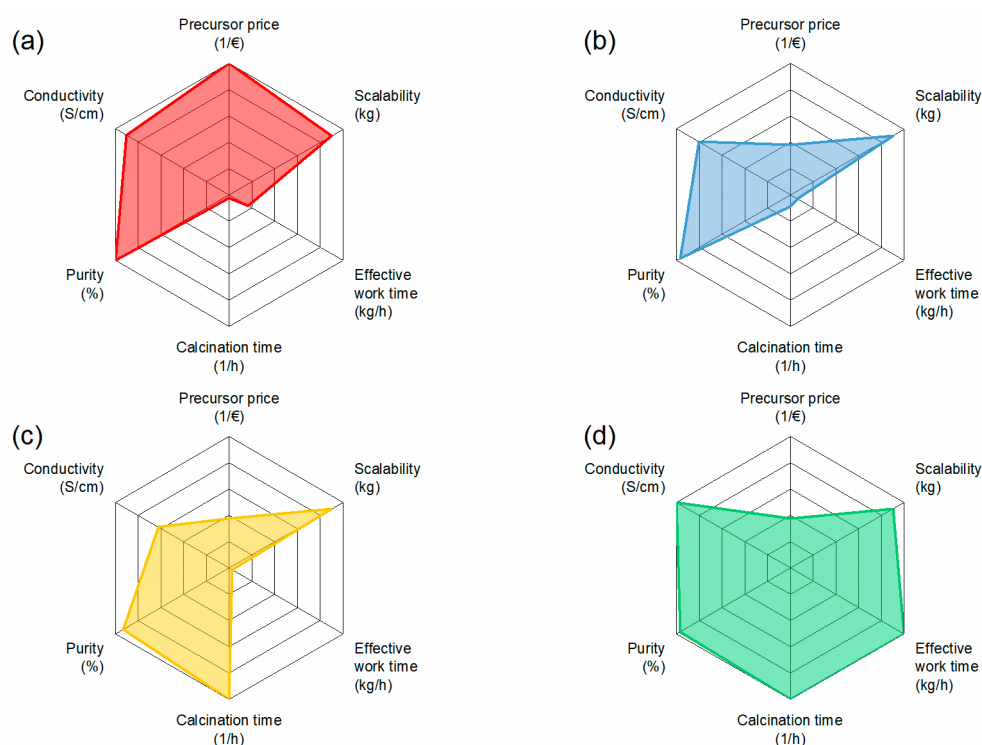 (a)
Precursor price
(1/€)
Conductivity
(S/cm)
Scalability
(kg)
Purity
(%)
Effective
work time
(kg/h)
Calcination time
(1/h)
(b)
Precursor price
(1/€)
Conductivity
(S/cm)
Scalability
(kg)
Purity
(%)
Effective
work time
(kg/h)
Calcination time
(1/h)
(c)
Precursor price
(1/€)
Conductivity
(S/cm)
Scalability
(kg)
Purity
(%)
Effective
work time
(kg/h)
Calcination time
(1/h)
(d)
Precursor price
(1/€)
Conductivity
(S/cm)
Scalability
(kg)
Purity
(%)
Effective
work time
(kg/h)
Calcination time
(1/h)